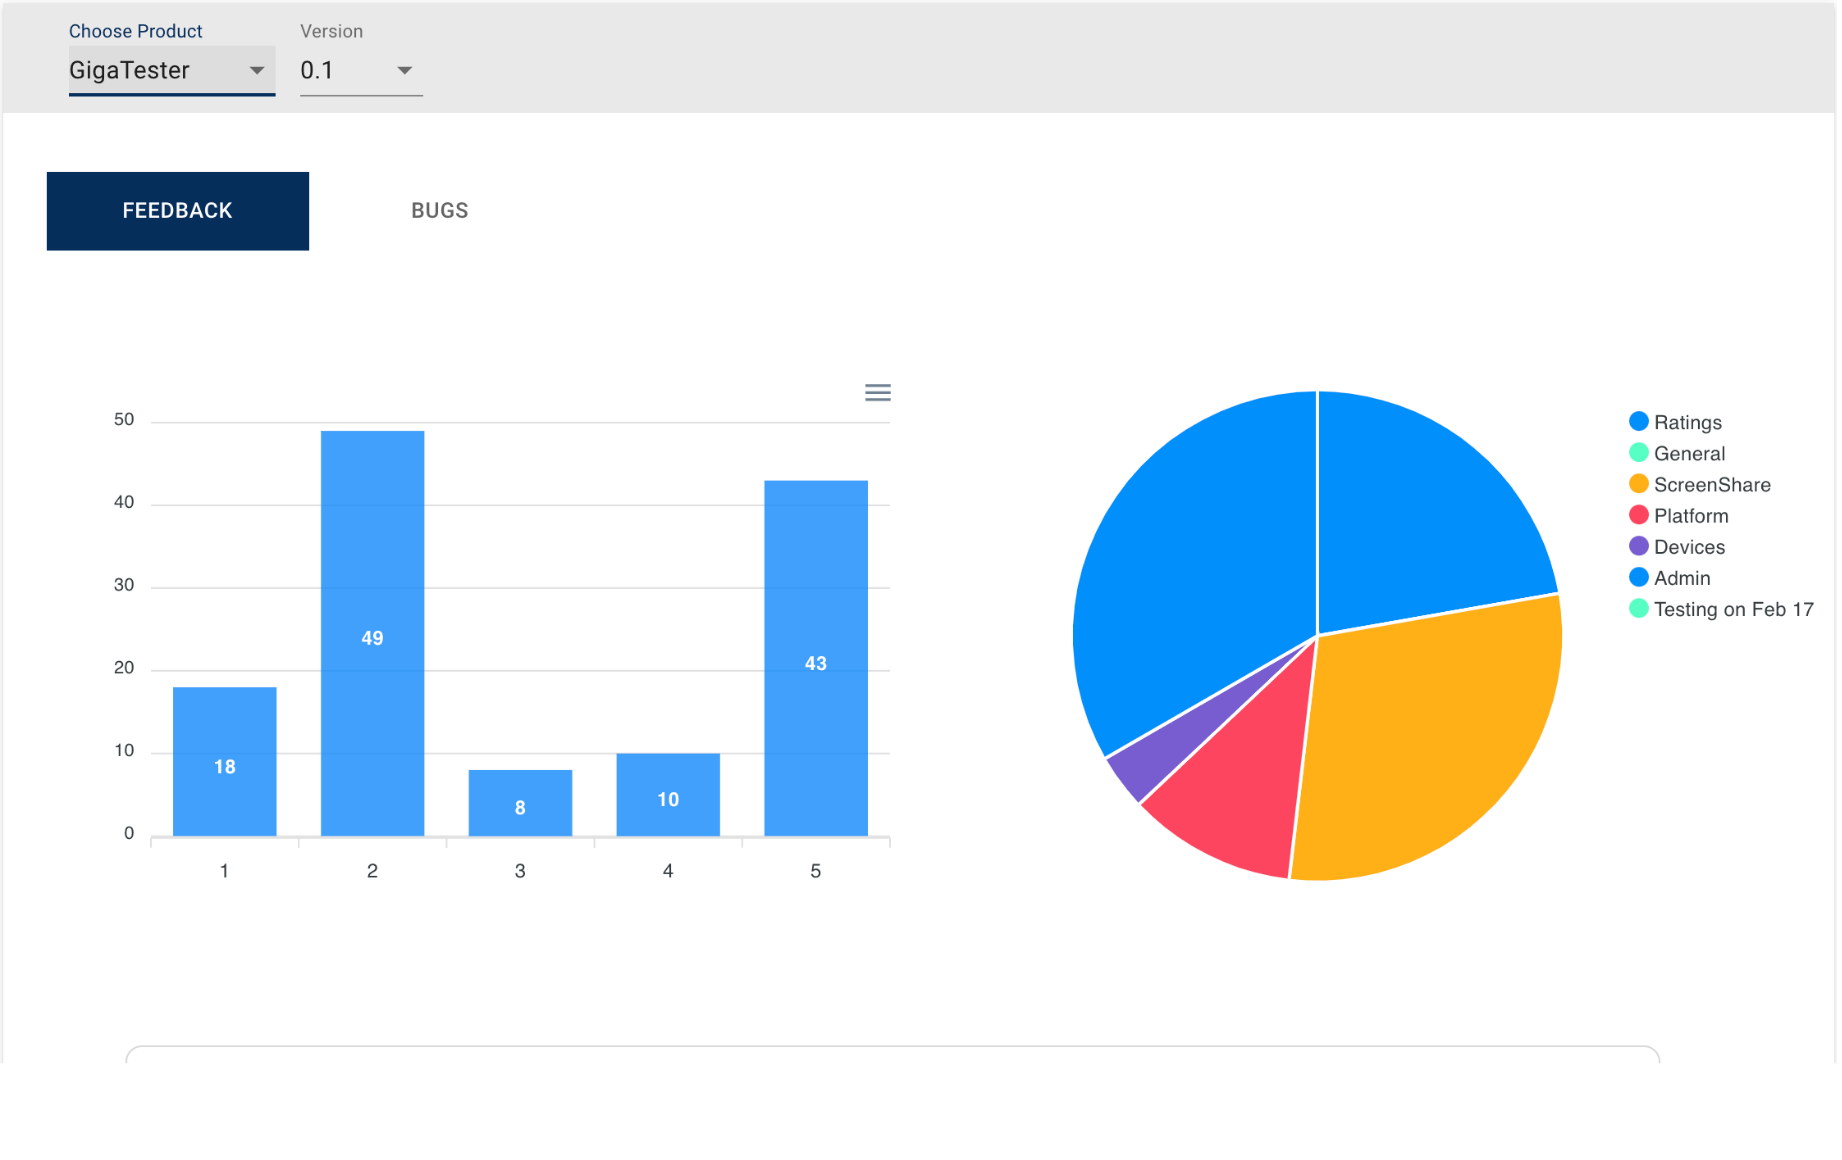 Choose Product
Version
GigaTester
0.1
FEEDBACK
BUGS
50
40
30
20
10
0
18
49
8
10
43
1
2
3
4
5
Ratings
General
ScreenShare
Platform
Devices
Admin
Testing on Feb 17